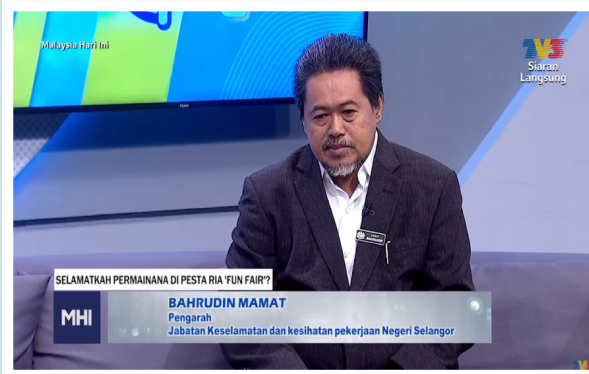 Malaysia Hari Ini
TV3
Siaran
Langsung
SELAMATKAH PERMAINANA DI PESTA RIA 'FUN FAIR'?
MHI
BAHRUDIN MAMAT
Pengarah
Jabatan Keselamatan dan kesihatan pekerjaan Negeri Selangor